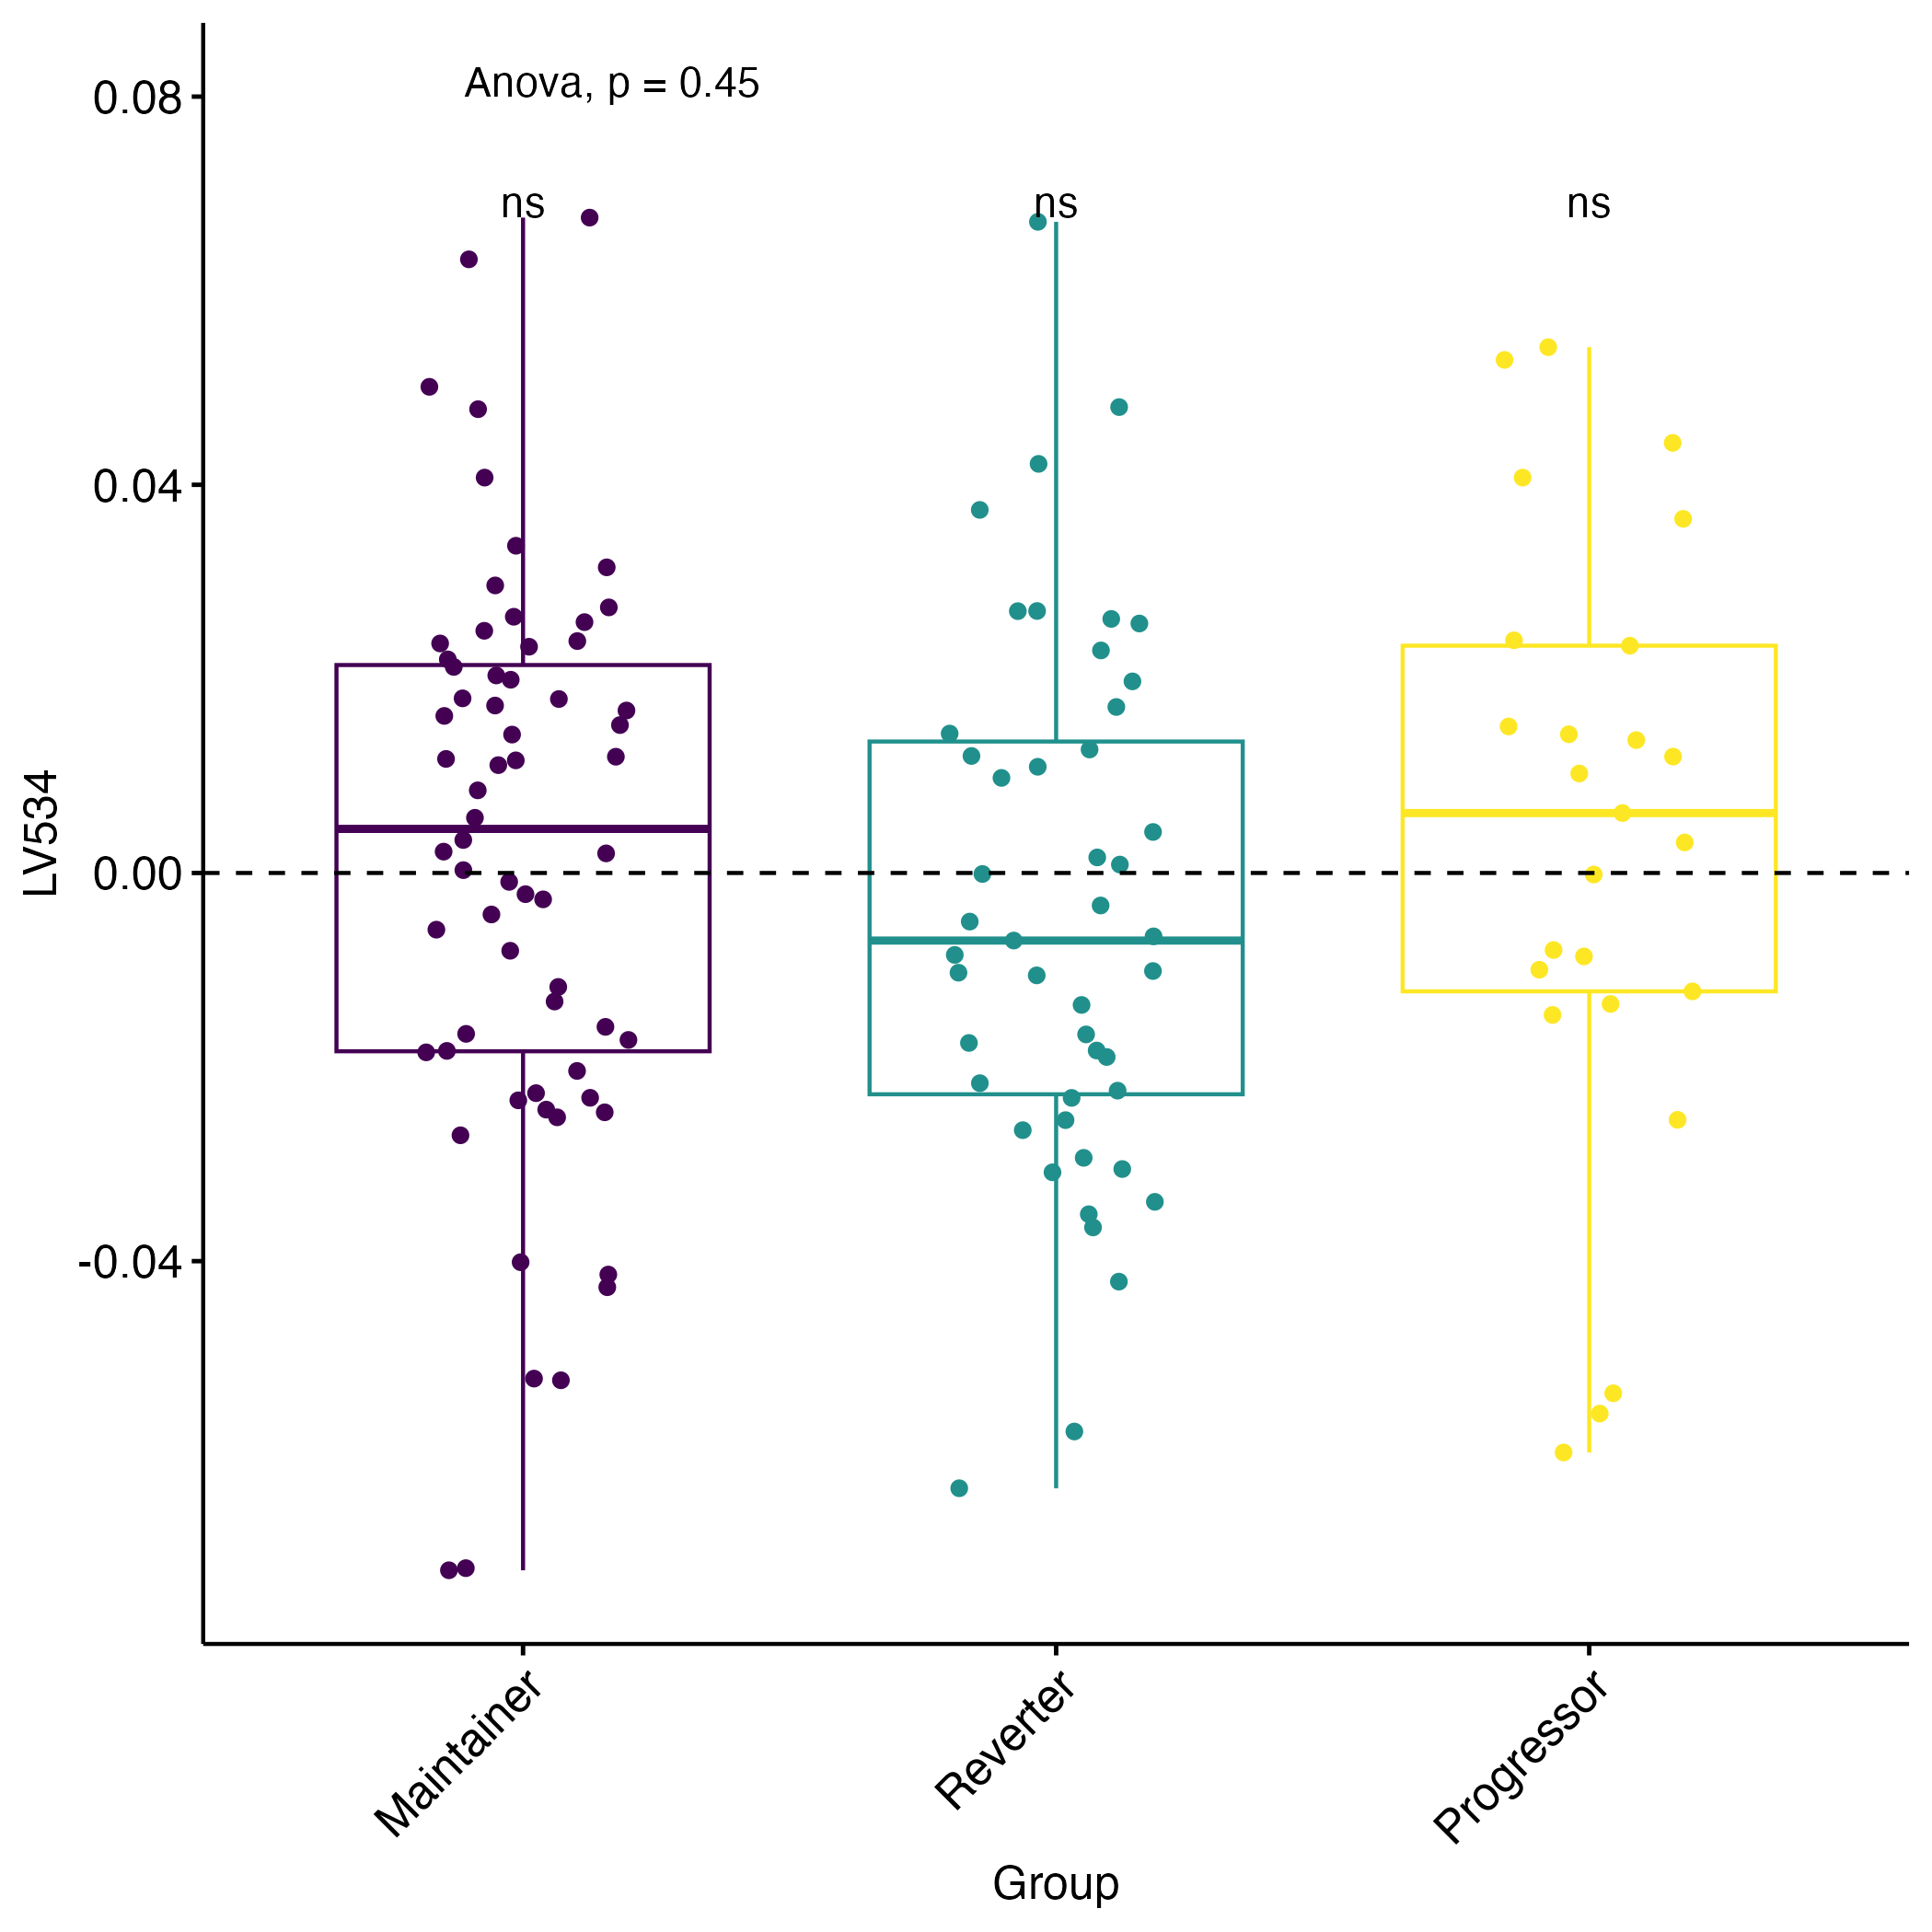 Anova, p = 0.45
ns ns ns
0.08
0.04
0.00
-0.04
LV534
Maintainer
Reverter
Progressor
Group